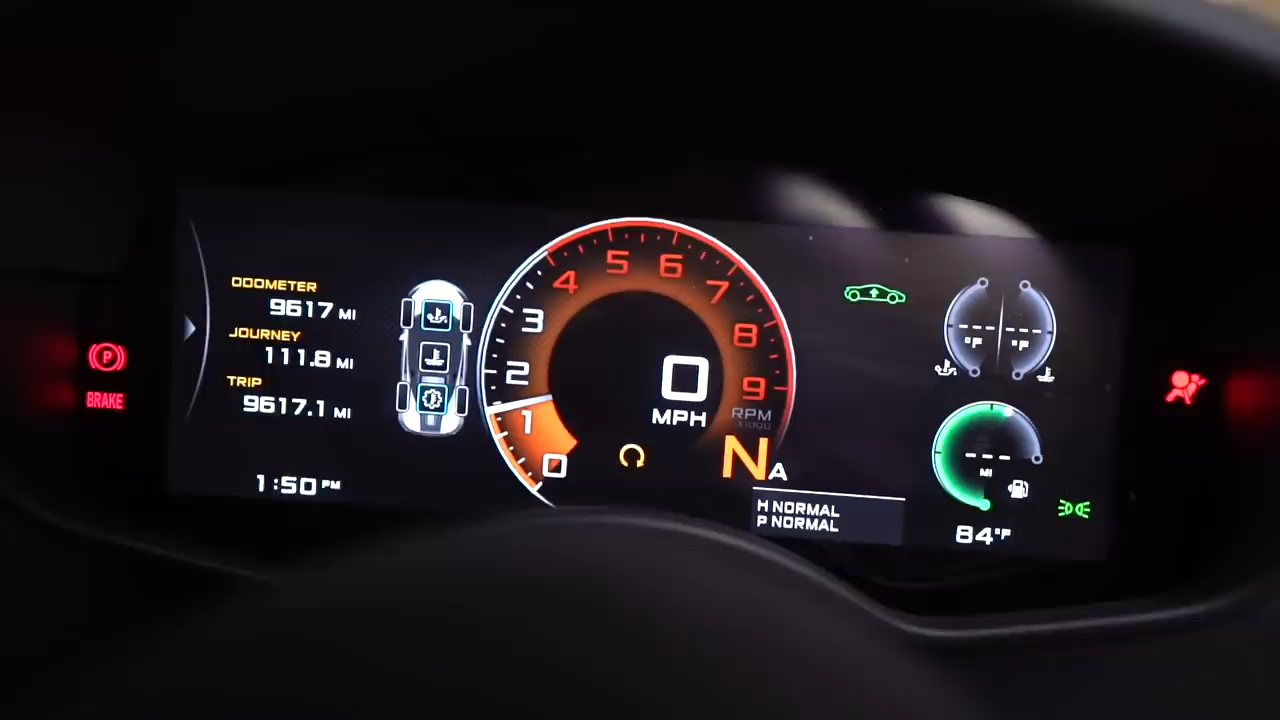 ODOMETER
9617 MI
JOURNEY
111.8 MI
TRIP
9617.1 MI
1:50 PM
P
BRAKE
0
1
2
3
4
5
6
7
8
9
RPM
X1000
0
MPH
N A
H NORMAL
P NORMAL
--- °F
--- °F
---
MI
84°F